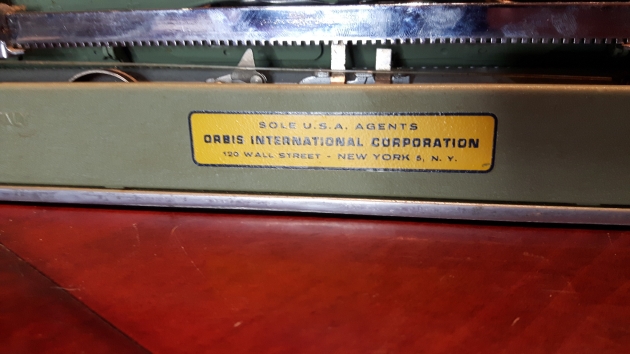 SOLE U.S.A. AGENTS
ORBIS INTERNATIONAL CORPORATION
120 WALL STREET - NEW YORK 5, N. Y.